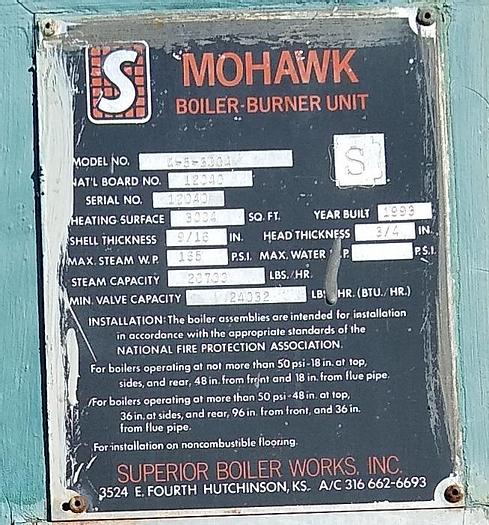 S MOHAWK
BOILER-BURNER UNIT
MODEL NO.
S
NAT'L BOARD NO. 12040
SERIAL NO. 12040
HEATING SURFACE 3004 SQ. FT. YEAR BUILT 1993
SHELL THICKNESS 9/16 IN. HEAD THICKNESS 3/4 IN.
MAX. STEAM W.P. 165 P.S.I. MAX. WATER P. P.S.I.
STEAM CAPACITY 20700 LBS./HR.
MIN. VALVE CAPACITY 24032 LBS/HR. (BTU./HR.)
INSTALLATION: The boiler assemblies are intended for installation
in accordance with the appropriate standards of the
NATIONAL FIRE PROTECTION ASSOCIATION.
For boilers operating at not more than 50 psi-18 in. at top,
sides, and rear, 48 in. from front and 18 in. from flue pipe.
For boilers operating at more than 50 psi-48 in. at top,
36 in. at sides, and rear, 96 in. from front, and 36 in.
from flue pipe.
For installation on noncombustible flooring.
SUPERIOR BOILER WORKS, INC.
3524 E. FOURTH HUTCHINSON, KS. A/C 316 662-6693